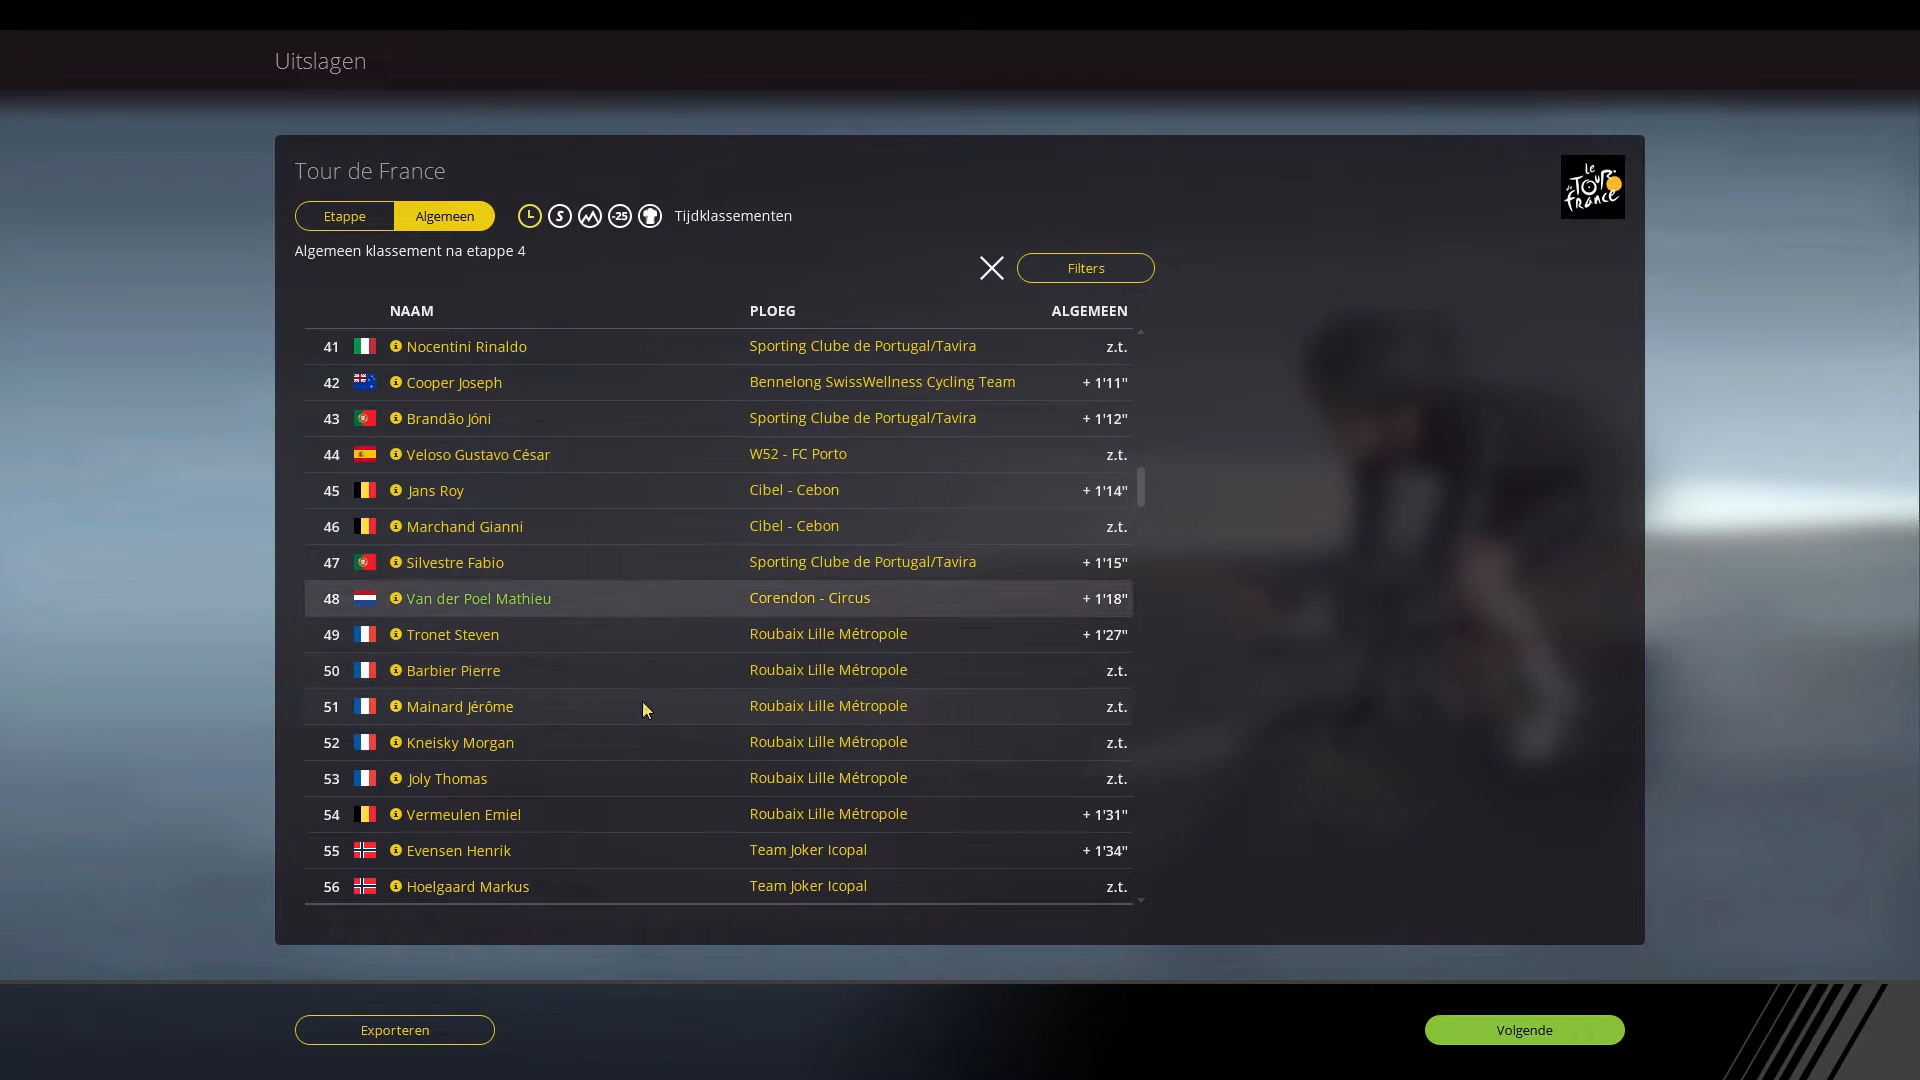 Uitslagen
Tour de France
le TOUR de france
Etappe Algemeen S -25 Tijdklassementen
Algemeen klassement na etappe 4
Filters
NAAM PLOEG ALGEMEEN
41 Nocentini Rinaldo Sporting Clube de Portugal/Tavira z.t.
42 Cooper Joseph Bennelong SwissWellness Cycling Team + 1'11"
43 Brandão Jóni Sporting Clube de Portugal/Tavira + 1'12"
44 Veloso Gustavo César W52 - FC Porto z.t.
45 Jans Roy Cibel - Cebon + 1'14"
46 Marchand Gianni Cibel - Cebon z.t.
47 Silvestre Fabio Sporting Clube de Portugal/Tavira + 1'15"
48 Van der Poel Mathieu Corendon - Circus + 1'18"
49 Tronet Steven Roubaix Lille Métropole + 1'27"
50 Barbier Pierre Roubaix Lille Métropole z.t.
51 Mainard Jérôme Roubaix Lille Métropole z.t.
52 Kneisky Morgan Roubaix Lille Métropole z.t.
53 Joly Thomas Roubaix Lille Métropole z.t.
54 Vermeulen Emiel Roubaix Lille Métropole + 1'31"
55 Evensen Henrik Team Joker Icopal + 1'34"
56 Hoelgaard Markus Team Joker Icopal z.t.
Exporteren Volgende